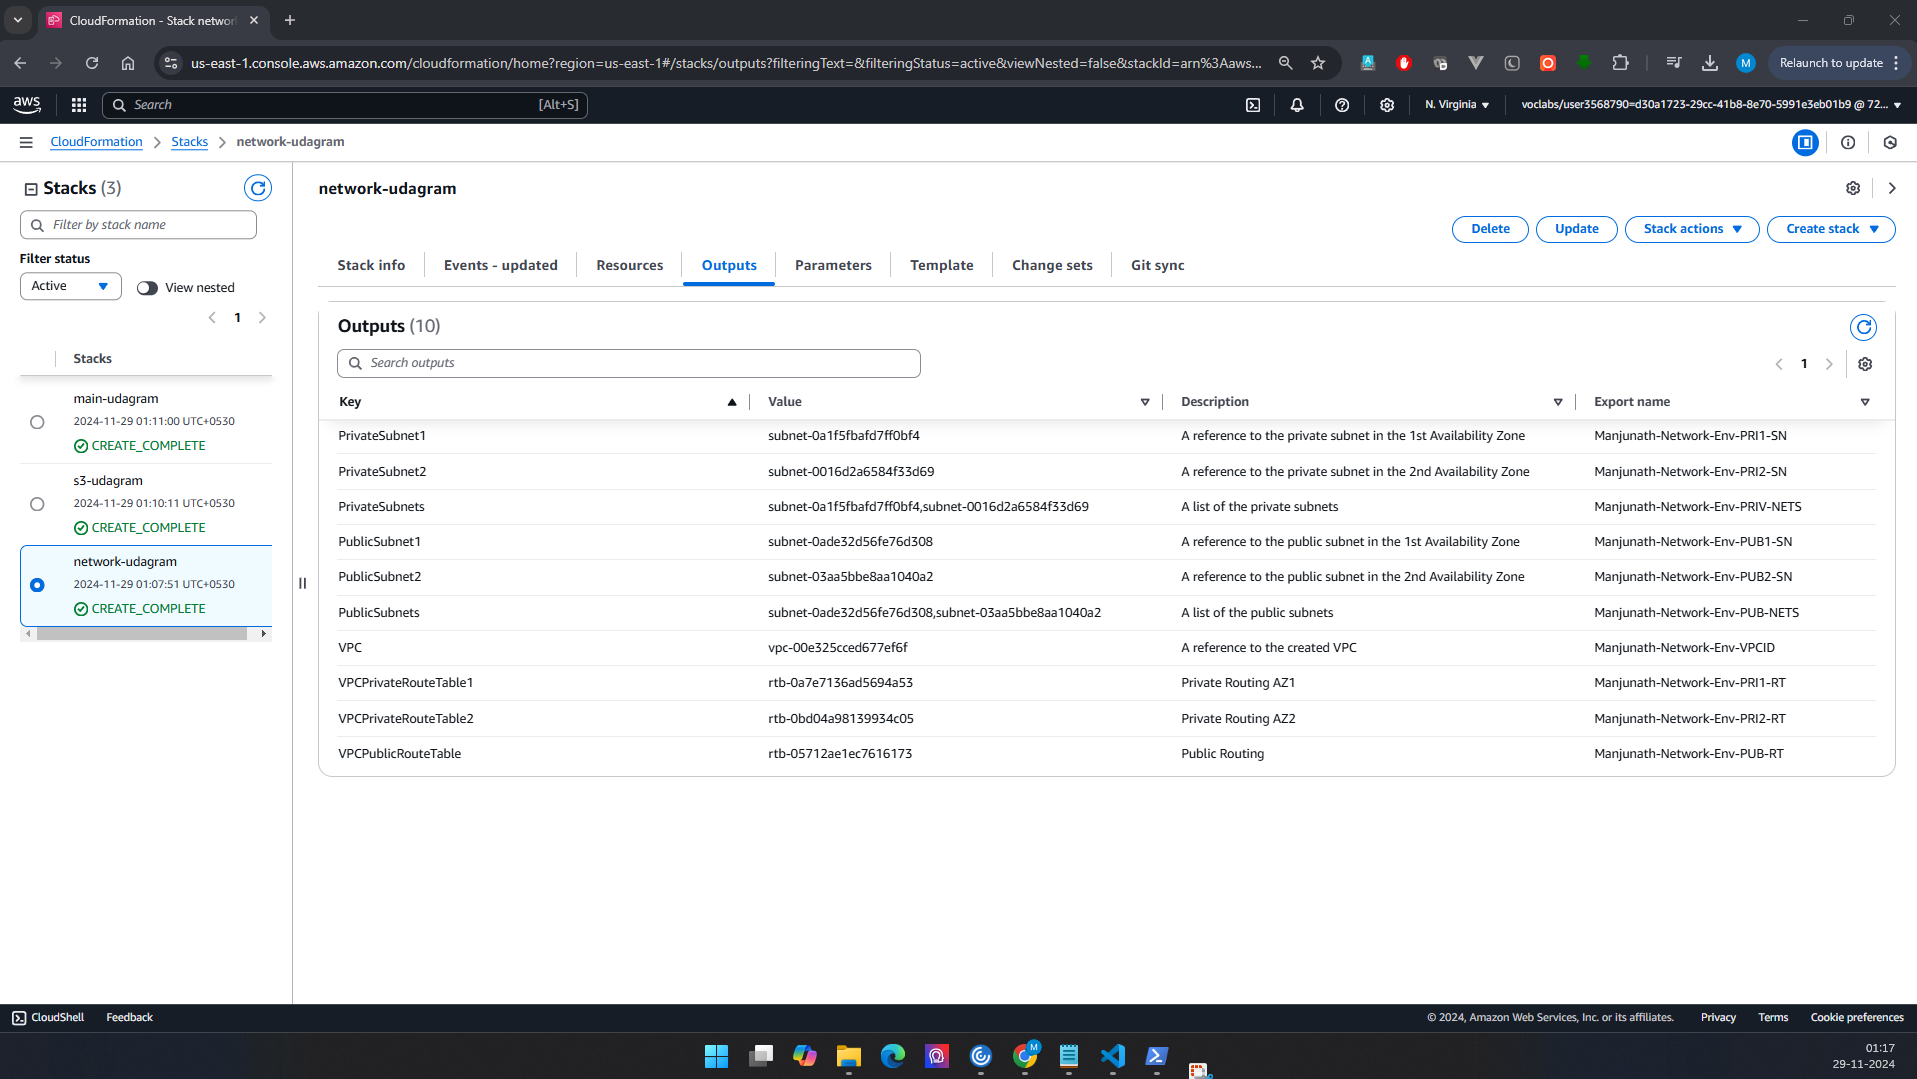 CloudFormation - Stack networ
us-east-1.console.aws.amazon.com/cloudformation/home?region=us-east-1#/stacks/outputs?filteringText=&filteringStatus=active&viewNested=false&stackId=arn%3Aaws...
M
Relaunch to update
aws
Search
[Alt+S]
N. Virginia
voclabs/user3568790=d30a1723-29cc-41b8-8e70-5991e3eb01b9 @ 72...
CloudFormation
Stacks
network-udagram
Stacks (3)
Filter by stack name
Filter status
Active
View nested
1
Stacks
main-udagram
2024-11-29 01:11:00 UTC+0530
CREATE_COMPLETE
s3-udagram
2024-11-29 01:10:11 UTC+0530
CREATE_COMPLETE
network-udagram
2024-11-29 01:07:51 UTC+0530
CREATE_COMPLETE
network-udagram
Delete
Update
Stack actions
Create stack
Stack info
Events - updated
Resources
Outputs
Parameters
Template
Change sets
Git sync
Outputs (10)
Search outputs
1
Key Value Description Export name
PrivateSubnet1 subnet-0a1f5fbafd7ff0bf4 A reference to the private subnet in the 1st Availability Zone Manjunath-Network-Env-PRI1-SN
PrivateSubnet2 subnet-0016d2a6584f33d69 A reference to the private subnet in the 2nd Availability Zone Manjunath-Network-Env-PRI2-SN
PrivateSubnets subnet-0a1f5fbafd7ff0bf4,subnet-0016d2a6584f33d69 A list of the private subnets Manjunath-Network-Env-PRIV-NETS
PublicSubnet1 subnet-0ade32d56fe76d308 A reference to the public subnet in the 1st Availability Zone Manjunath-Network-Env-PUB1-SN
PublicSubnet2 subnet-03aa5bbe8aa1040a2 A reference to the public subnet in the 2nd Availability Zone Manjunath-Network-Env-PUB2-SN
PublicSubnets subnet-0ade32d56fe76d308,subnet-03aa5bbe8aa1040a2 A list of the public subnets Manjunath-Network-Env-PUB-NETS
VPC vpc-00e325cced677ef6f A reference to the created VPC Manjunath-Network-Env-VPCID
VPCPrivateRouteTable1 rtb-0a7e7136ad5694a53 Private Routing AZ1 Manjunath-Network-Env-PRI1-RT
VPCPrivateRouteTable2 rtb-0bd04a98139934c05 Private Routing AZ2 Manjunath-Network-Env-PRI2-RT
VPCPublicRouteTable rtb-05712ae1ec7616173 Public Routing Manjunath-Network-Env-PUB-RT
CloudShell
Feedback
© 2024, Amazon Web Services, Inc. or its affiliates.
Privacy
Terms
Cookie preferences
M
01:17
29-11-2024